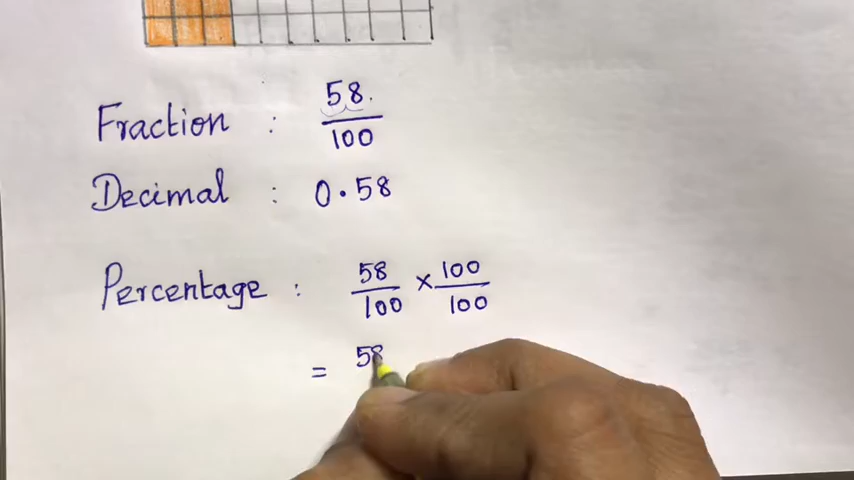 Fraction : 58/100
Decimal : 0.58
Percentage : 58/100 × 100/100
= 58